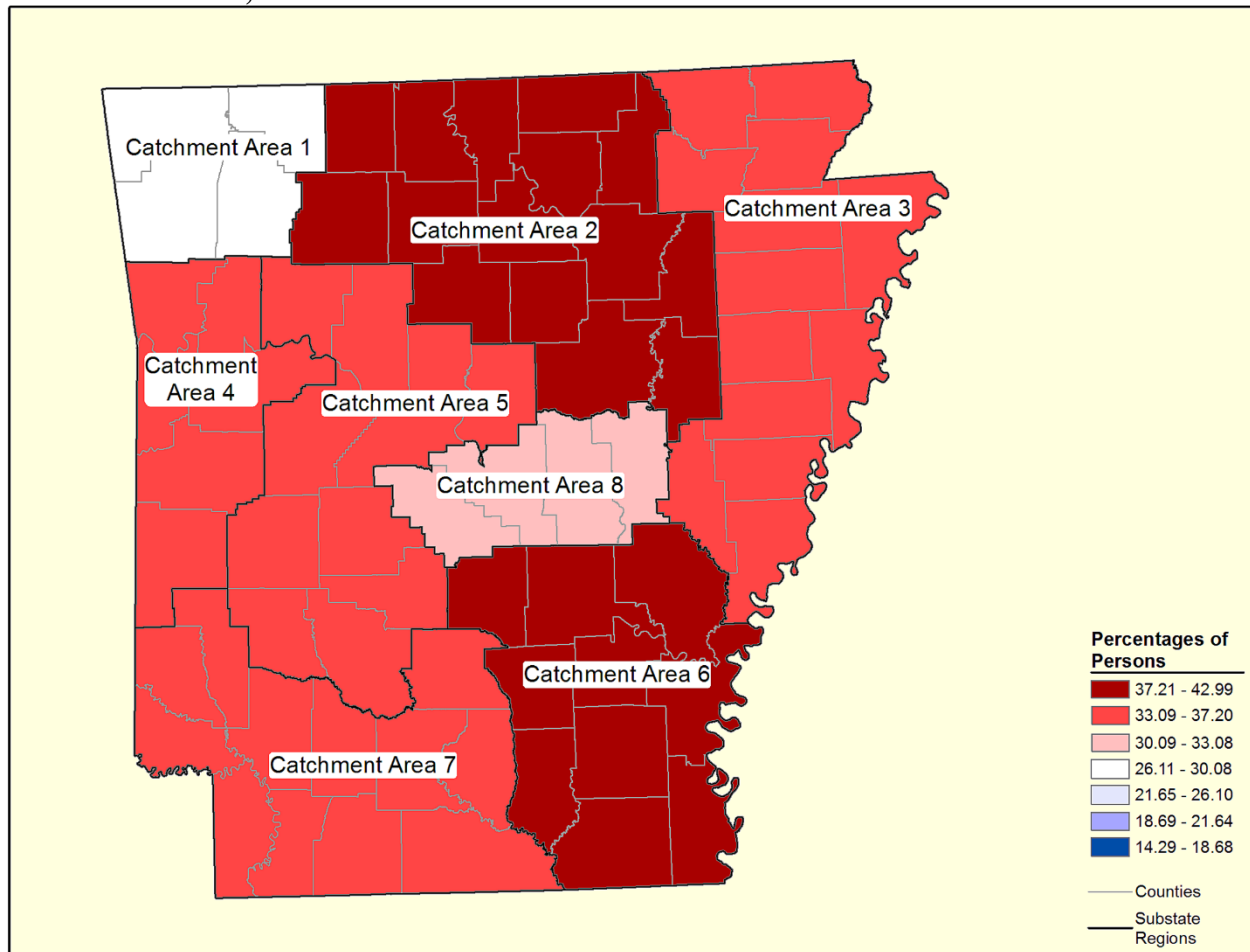 Catchment Area 1
Catchment Area 2
Catchment Area 3
Catchment
Area 4
Catchment Area 5
Catchment Area 8
Catchment Area 6
Catchment Area 7
Percentages of
Persons
37.21 - 42.99
33.09 - 37.20
30.09 - 33.08
26.11 - 30.08
21.65 - 26.10
18.69 - 21.64
14.29 - 18.68
Counties
Substate
Regions